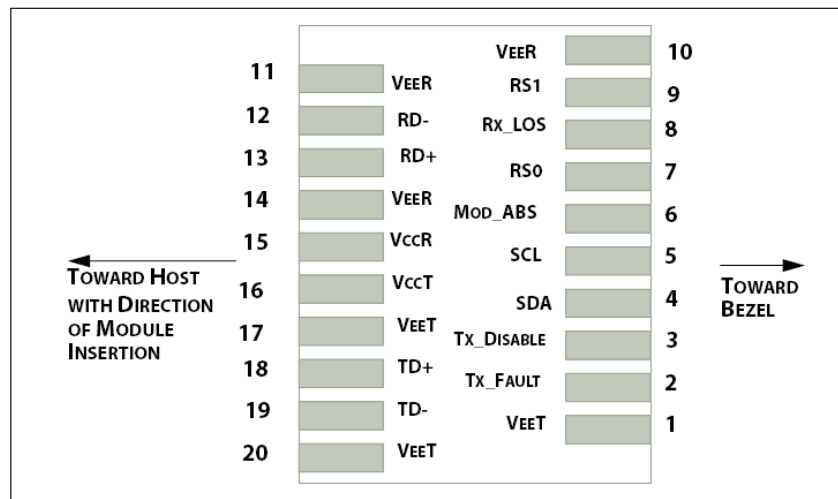 11 VEER
12 RD-
13 RD+
14 VEER
15 VCCR
16 VCCT
17 VEET
18 TD+
19 TD-
20 VEET
VEER 10
RS1 9
RX_LOS 8
RS0 7
MOD_ABS 6
SCL 5
SDA 4
TX_DISABLE 3
TX_FAULT 2
VEET 1
TOWARD HOST
WITH DIRECTION
OF MODULE
INSERTION
TOWARD
BEZEL